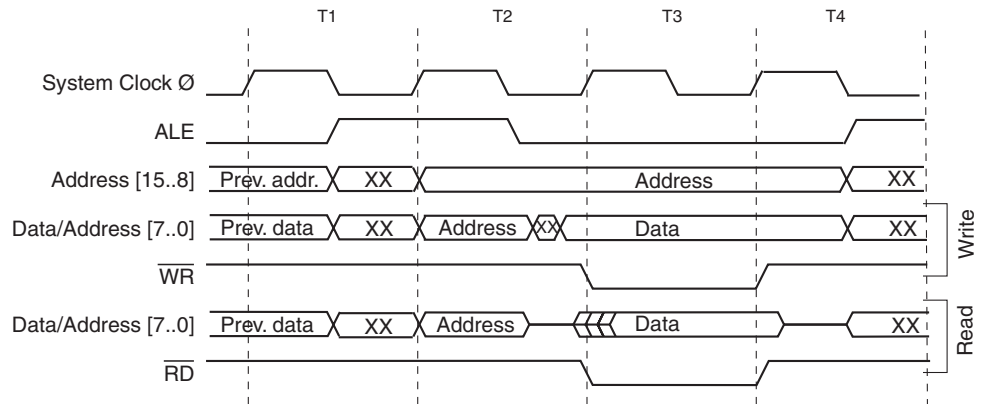 T1 T2 T3 T4
System Clock Ø
ALE
Address [15..8] Prev. addr. XX Address XX
Data/Address [7..0] Prev. data XX Address XX Data XX
WR
Write
Data/Address [7..0] Prev. data XX Address Data XX
RD
Read